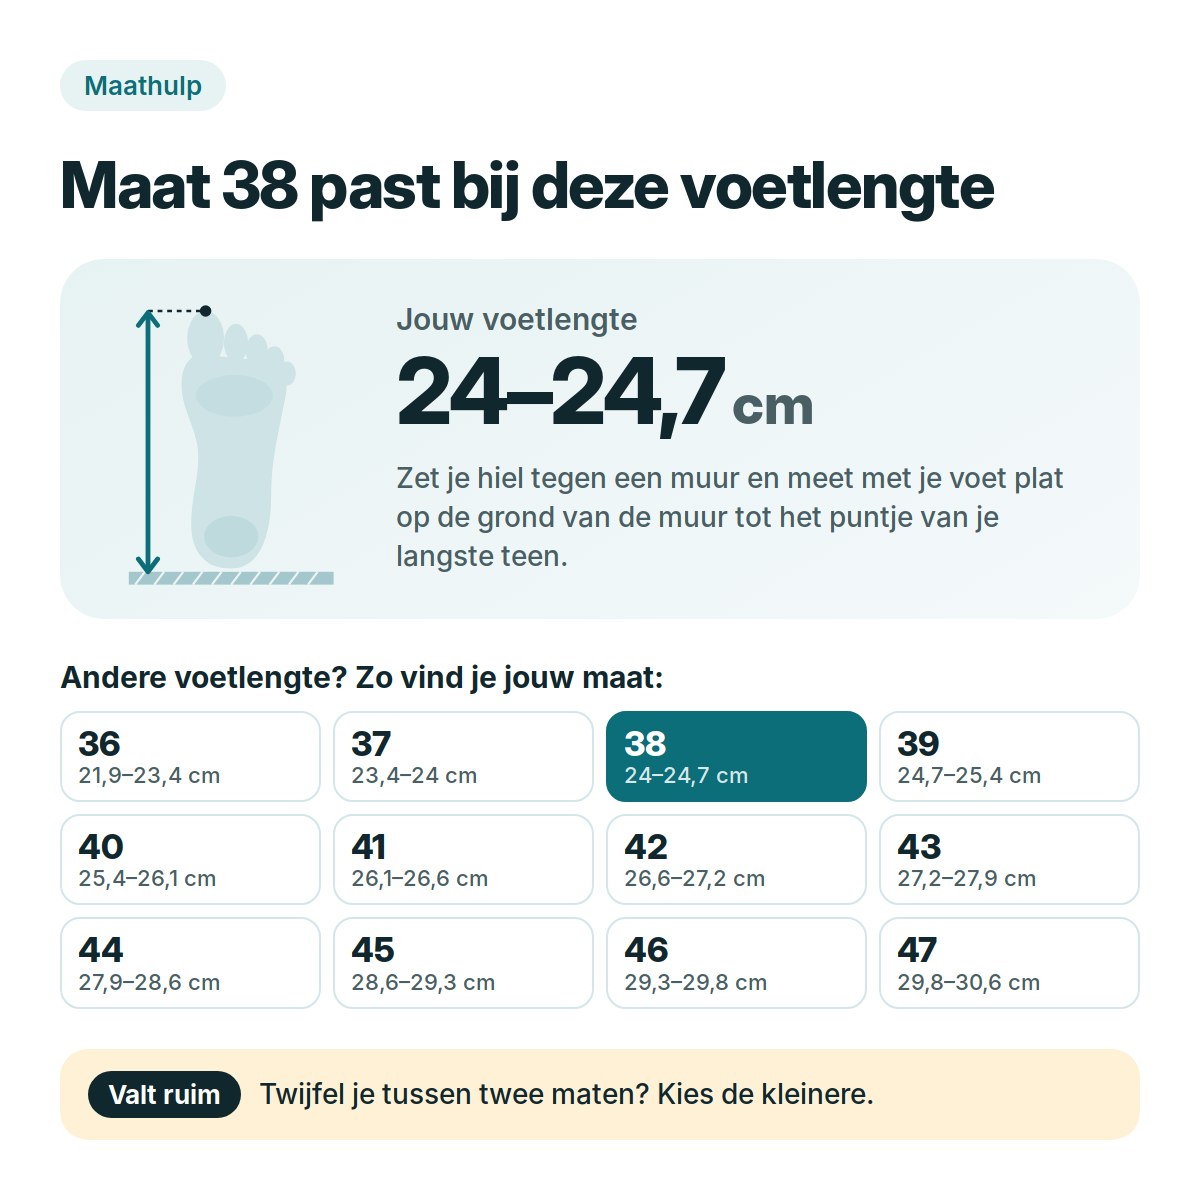 Maathulp
Maat 38 past bij deze voetlengte
Jouw voetlengte
24–24,7 cm
Zet je hiel tegen een muur en meet met je voet plat
op de grond van de muur tot het puntje van je
langste teen.
Andere voetlengte? Zo vind je jouw maat:
36
21,9–23,4 cm
37
23,4–24 cm
38
24–24,7 cm
39
24,7–25,4 cm
40
25,4–26,1 cm
41
26,1–26,6 cm
42
26,6–27,2 cm
43
27,2–27,9 cm
44
27,9–28,6 cm
45
28,6–29,3 cm
46
29,3–29,8 cm
47
29,8–30,6 cm
Valt ruim Twijfel je tussen twee maten? Kies de kleinere.